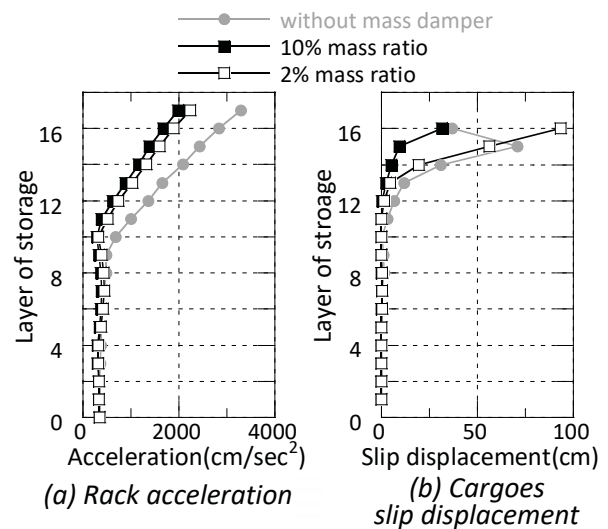 without mass damper
10% mass ratio
2% mass ratio
Layer of storage
16
12
8
4
0
0 2000 4000
Acceleration(cm/sec²)
(a) Rack acceleration
Layer of stroage
16
12
8
4
0
0 50 100
Slip displacement(cm)
(b) Cargoes
slip displacement